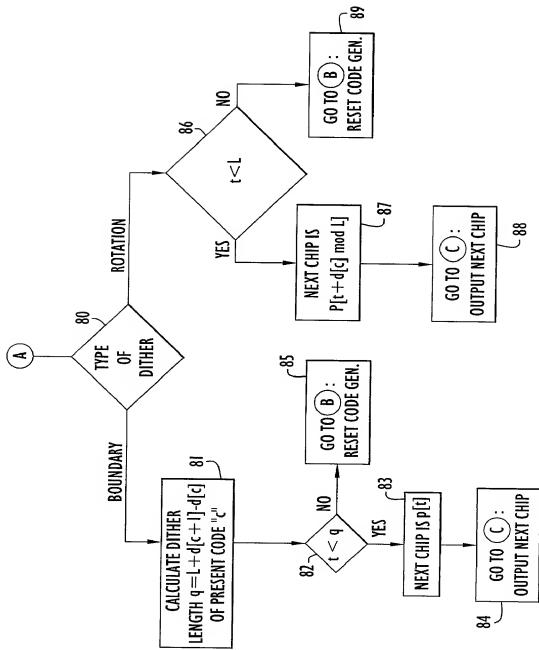 A
80
TYPE
OF
DITHER
BOUNDARY
ROTATION
81
CALCULATE DITHER
LENGTH q=L+d[c+1]-d[c]
OF PRESENT CODE "c"
82
t < q
NO
YES
85
GO TO B :
RESET CODE GEN.
83
NEXT CHIP IS p[t]
84
GO TO C :
OUTPUT NEXT CHIP
86
t<L
YES
NO
87
NEXT CHIP IS
P[t+d[c] mod L]
88
GO TO C :
OUTPUT NEXT CHIP
89
GO TO B :
RESET CODE GEN.